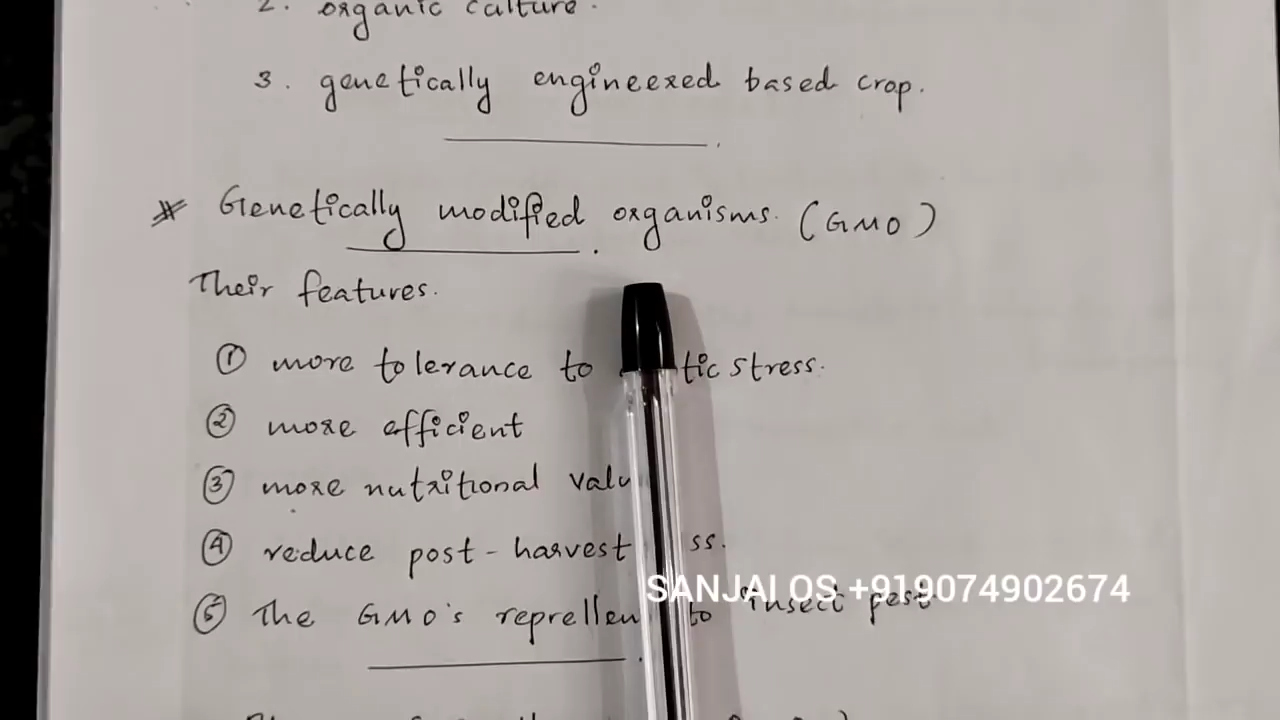 2. organic culture.
3. genetically engineered based crop.
* Genetically modified organisms. (GMO)
Their features.
① more tolerance to tic stress.
② more efficient
③ more nutritional valu
④ reduce post-harvest ss.
⑤ The GMO's reprellen to insect pest
SANJAI OS +919074902674